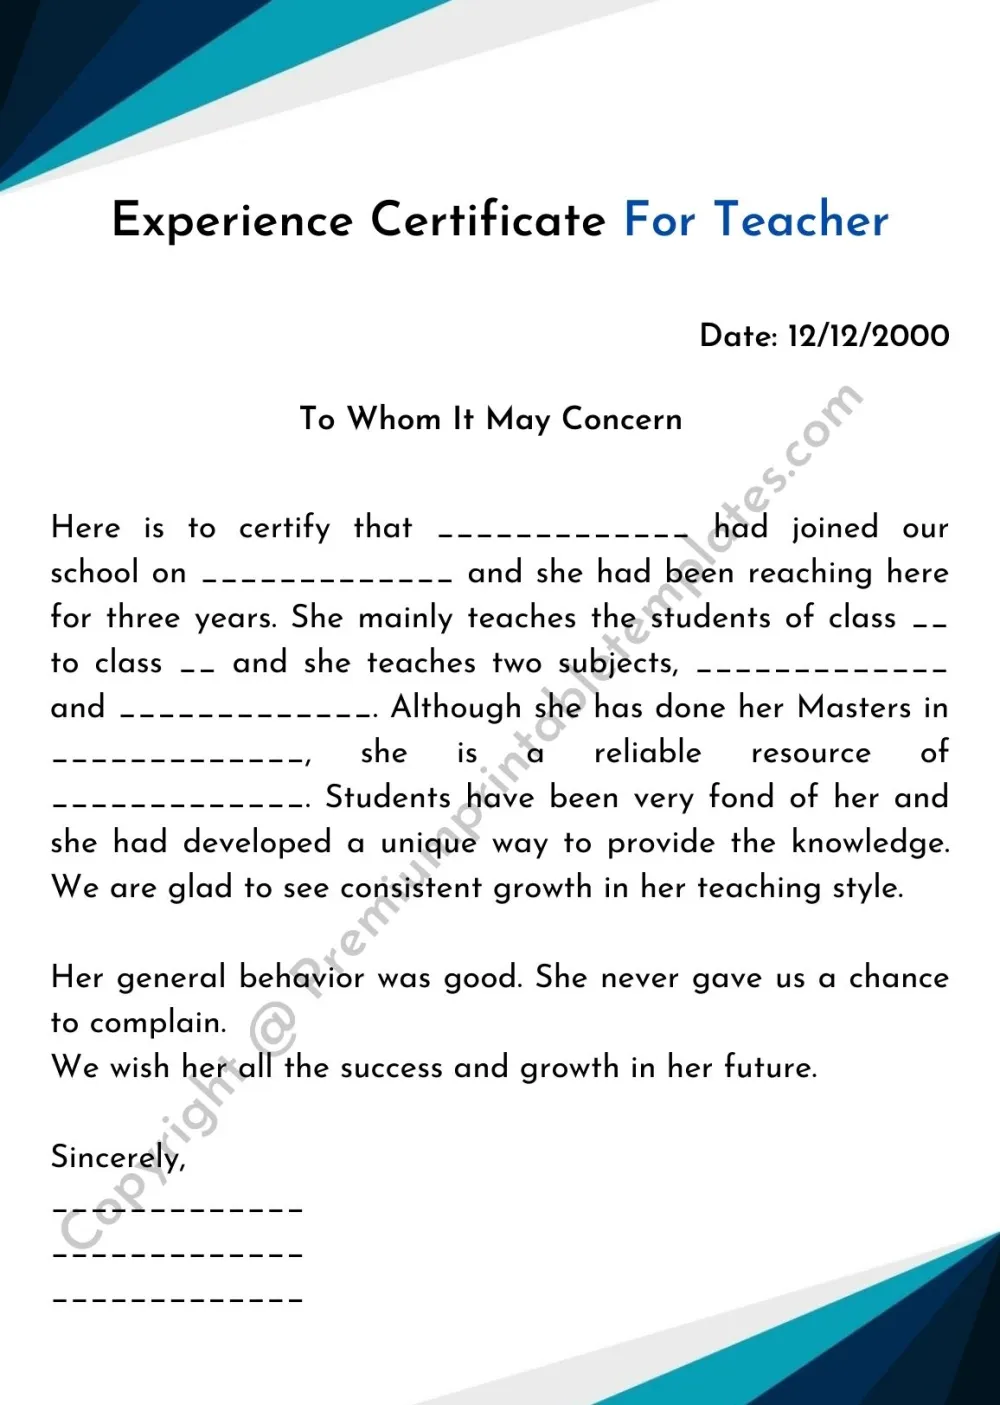 Experience Certificate For Teacher
Date: 12/12/2000
To Whom It May Concern
Here is to certify that _____________ had joined our
school on _____________ and she had been reaching here
for three years. She mainly teaches the students of class __
to class __ and she teaches two subjects, _____________
and _____________. Although she has done her Masters in
_____________, she is a reliable resource of
_____________. Students have been very fond of her and
she had developed a unique way to provide the knowledge.
We are glad to see consistent growth in her teaching style.
Her general behavior was good. She never gave us a chance
to complain.
We wish her all the success and growth in her future.
Sincerely,
_____________
_____________
_____________
Copyright @ Premiumprintabletemplates.com